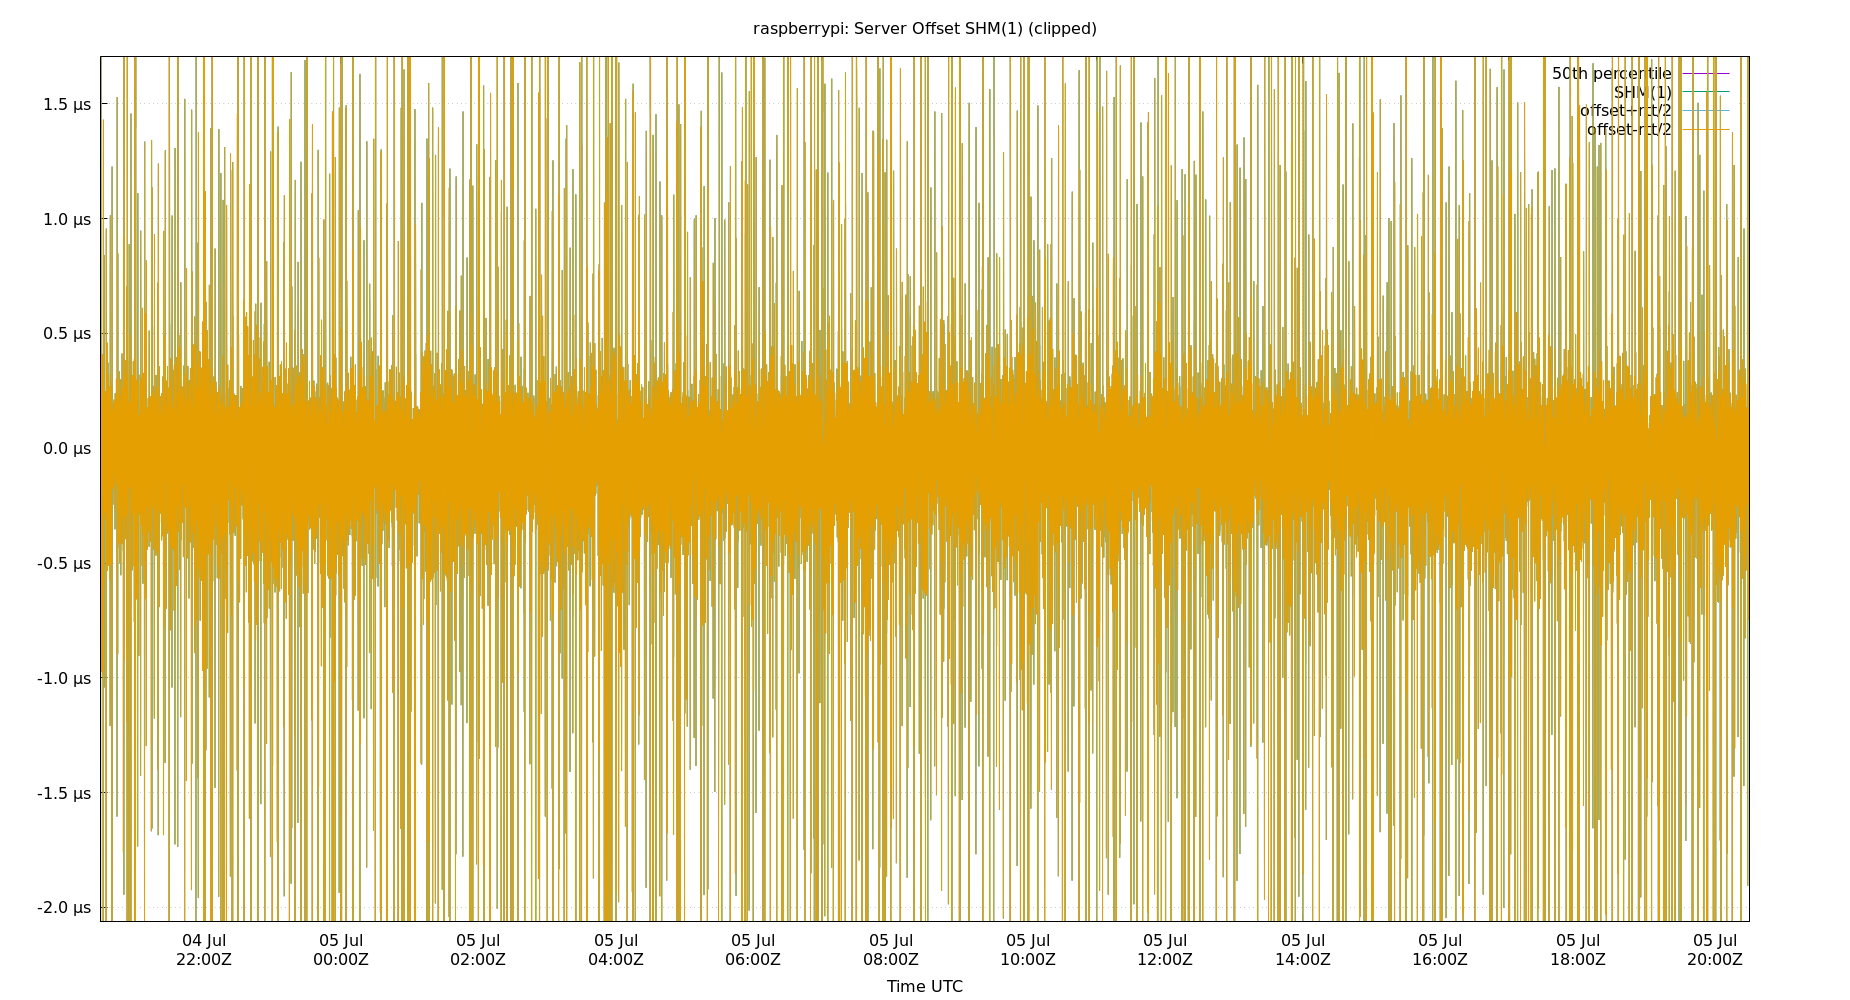 raspberrypi: Server Offset SHM(1) (clipped)
50th percentile
SHM(1)
offset+rtt/2
offset-rtt/2
1.5 µs
1.0 µs
0.5 µs
0.0 µs
-0.5 µs
-1.0 µs
-1.5 µs
-2.0 µs
04 Jul 05 Jul 05 Jul 05 Jul 05 Jul 05 Jul 05 Jul 05 Jul 05 Jul 05 Jul 05 Jul 05 Jul
22:00Z 00:00Z 02:00Z 04:00Z 06:00Z 08:00Z 10:00Z 12:00Z 14:00Z 16:00Z 18:00Z 20:00Z
Time UTC